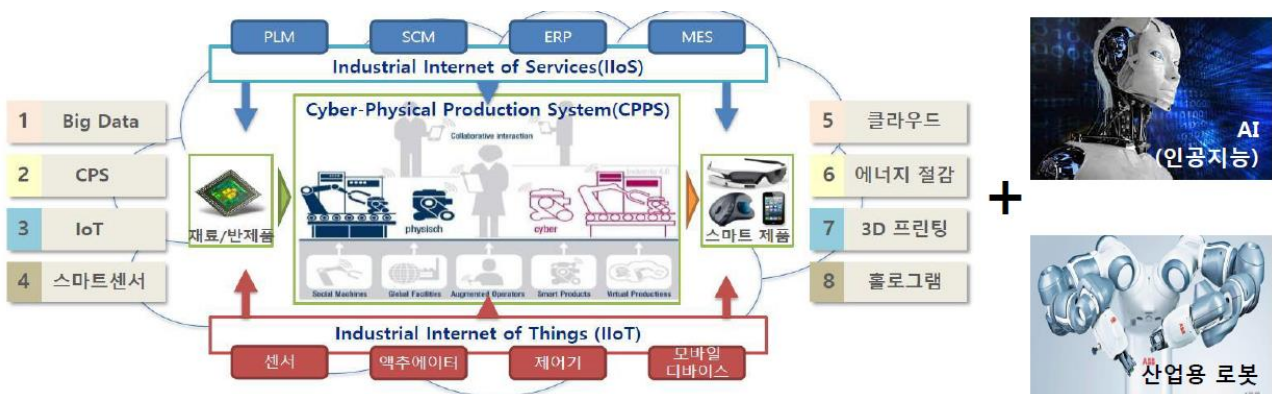 PLM
SCM
ERP
MES
Industrial Internet of Services(IIoS)
1 Big Data
2 CPS
3 IoT
4 스마트센서
Cyber-Physical Production System(CPPS)
Collaborative interaction
재료/반제품
physisch
cyber
스마트 제품
Social Machines
Global Facilities
Augmented Operators
Smart Products
Virtual Productions
Industrial Internet of Things (IIoT)
센서
액추에이터
제어기
모바일
디바이스
5 클라우드
6 에너지 절감
7 3D 프린팅
8 홀로그램
+
AI
(인공지능)
ABB
산업용 로봇